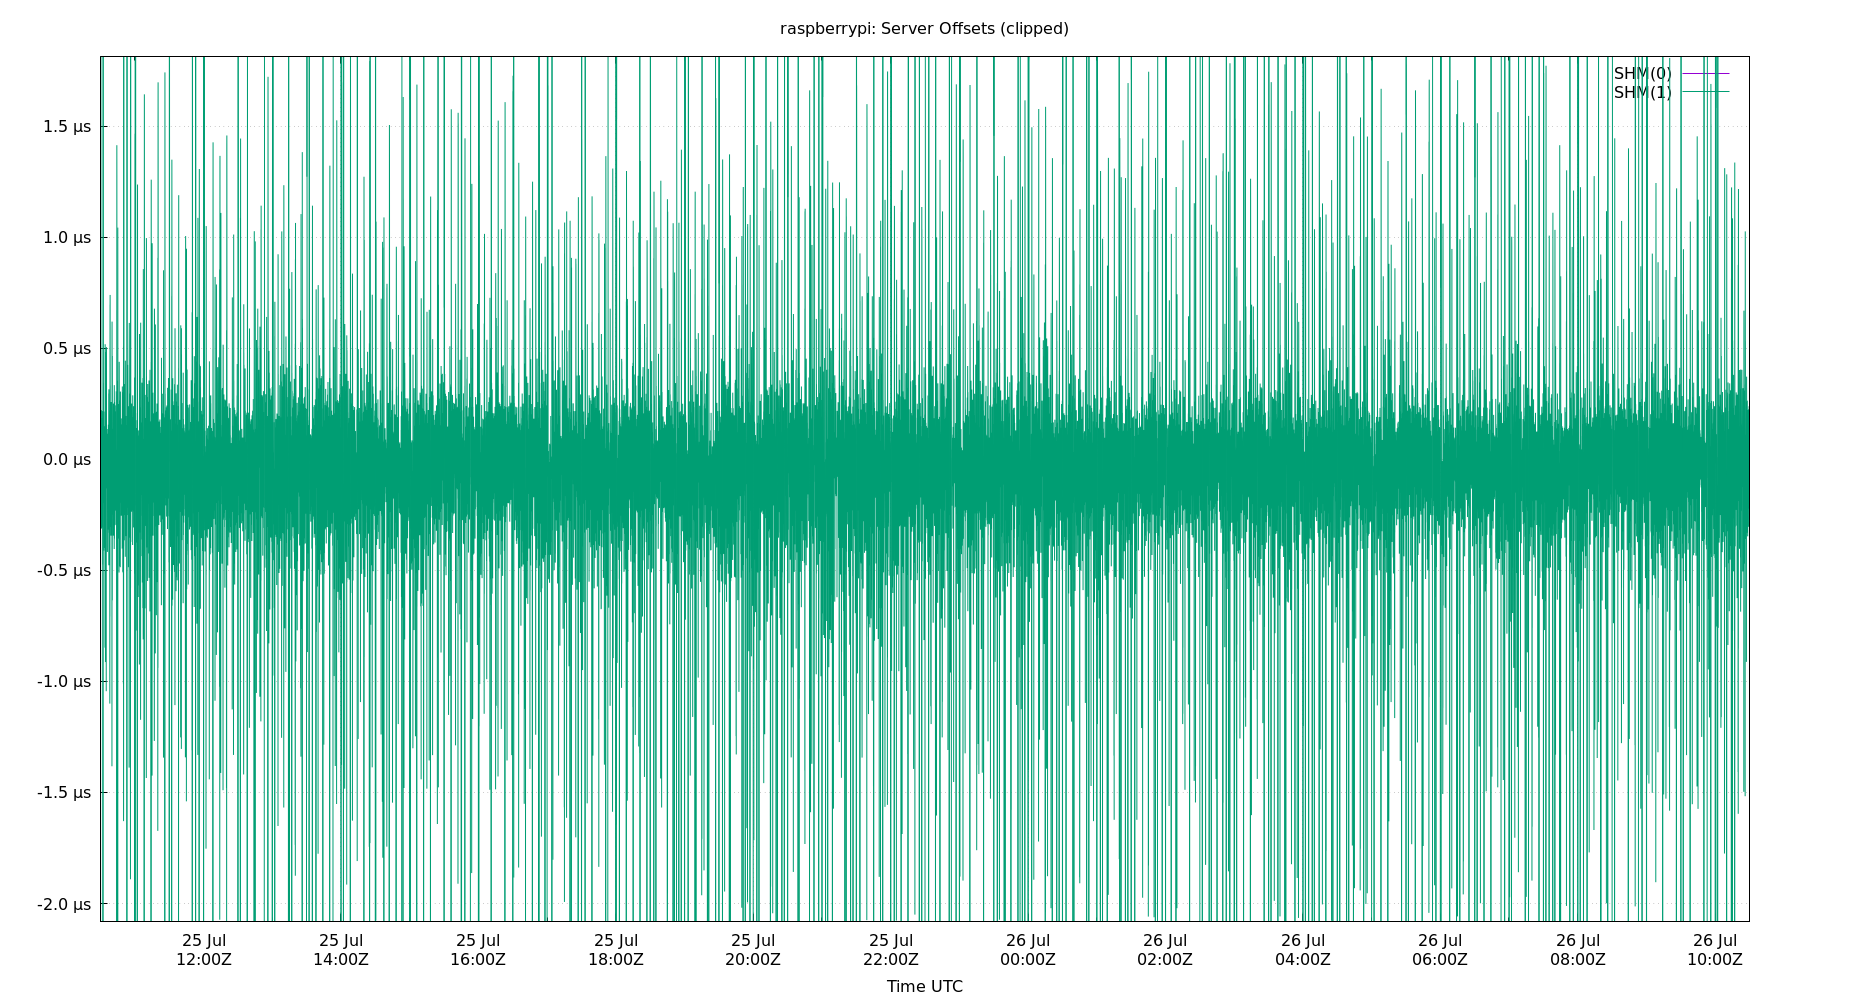 raspberrypi: Server Offsets (clipped)
SHM(0)
SHM(1)
1.5 µs
1.0 µs
0.5 µs
0.0 µs
-0.5 µs
-1.0 µs
-1.5 µs
-2.0 µs
25 Jul 25 Jul 25 Jul 25 Jul 25 Jul 25 Jul 26 Jul 26 Jul 26 Jul 26 Jul 26 Jul 26 Jul
12:00Z 14:00Z 16:00Z 18:00Z 20:00Z 22:00Z 00:00Z 02:00Z 04:00Z 06:00Z 08:00Z 10:00Z
Time UTC